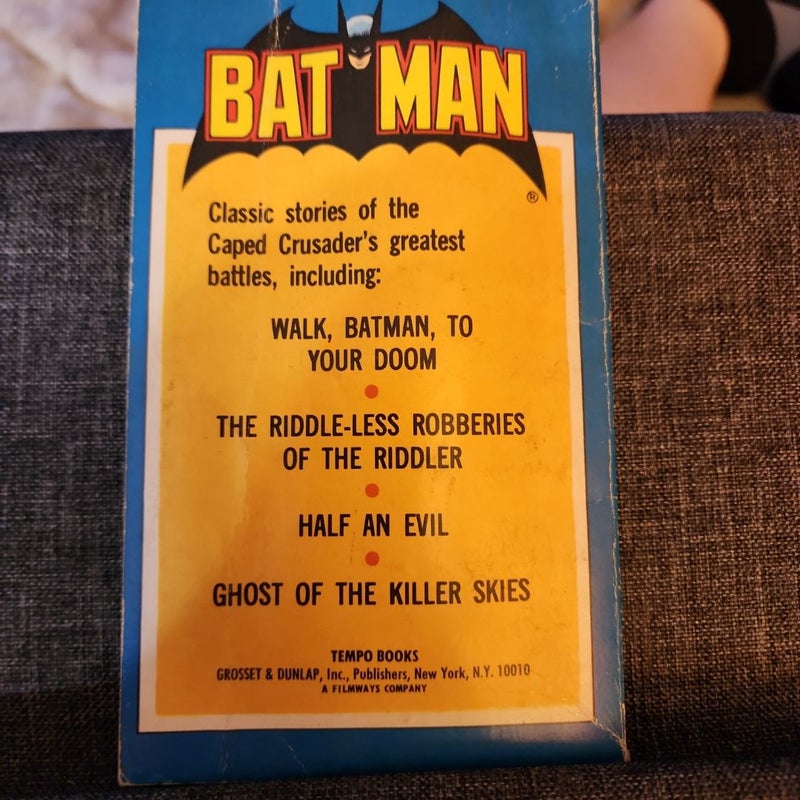 BATMAN
®
Classic stories of the
Caped Crusader's greatest
battles, including:
WALK, BATMAN, TO
YOUR DOOM
THE RIDDLE-LESS ROBBERIES
OF THE RIDDLER
HALF AN EVIL
GHOST OF THE KILLER SKIES
TEMPO BOOKS
GROSSET & DUNLAP, Inc., Publishers, New York, N.Y. 10010
A FILMWAYS COMPANY